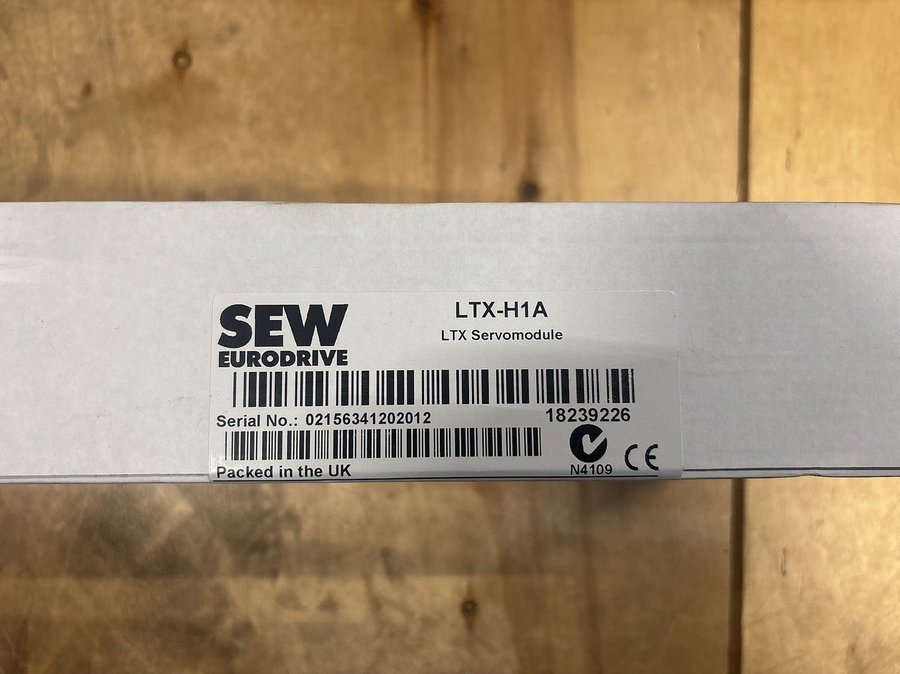 SEW
EURODRIVE
LTX-H1A
LTX Servomodule
Serial No.: 02156341202012
18239226
N4109
CE
Packed in the UK